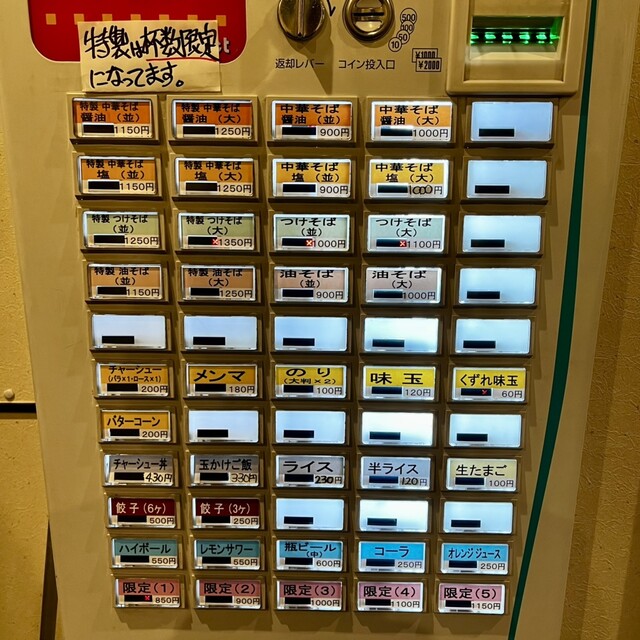 特製は杯数限定
になってます。
返却レバー
コイン投入口
500
100
50
10
¥1000
¥2000
特製 中華そば
醤油（並）
1150円
特製 中華そば
醤油（大）
1250円
中華そば
醤油（並）
900円
中華そば
醤油（大）
1000円
特製 中華そば
塩（並）
1150円
特製 中華そば
塩（大）
1250円
中華そば
塩（並）
900円
中華そば
塩（大）
1000円
特製 つけそば
（並）
1250円
特製 つけそば
（大）
1350円
つけそば
（並）
1000円
つけそば
（大）
1100円
特製 油そば
（並）
1150円
特製 油そば
（大）
1250円
油そば
（並）
900円
油そば
（大）
1000円
チャーシュー
（バラ×1・ロース×1）
200円
メンマ
180円
のり
（大判×2）
100円
味玉
120円
くずれ味玉
60円
バターコーン
200円
チャーシュー丼
430円
玉かけご飯
330円
ライス
230円
半ライス
120円
生たまご
100円
餃子（6ケ）
500円
餃子（3ケ）
250円
ハイボール
550円
レモンサワー
550円
瓶ビール
（中）
600円
コーラ
250円
オレンジジュース
250円
限定（1）
850円
限定（2）
900円
限定（3）
1000円
限定（4）
1100円
限定（5）
1150円